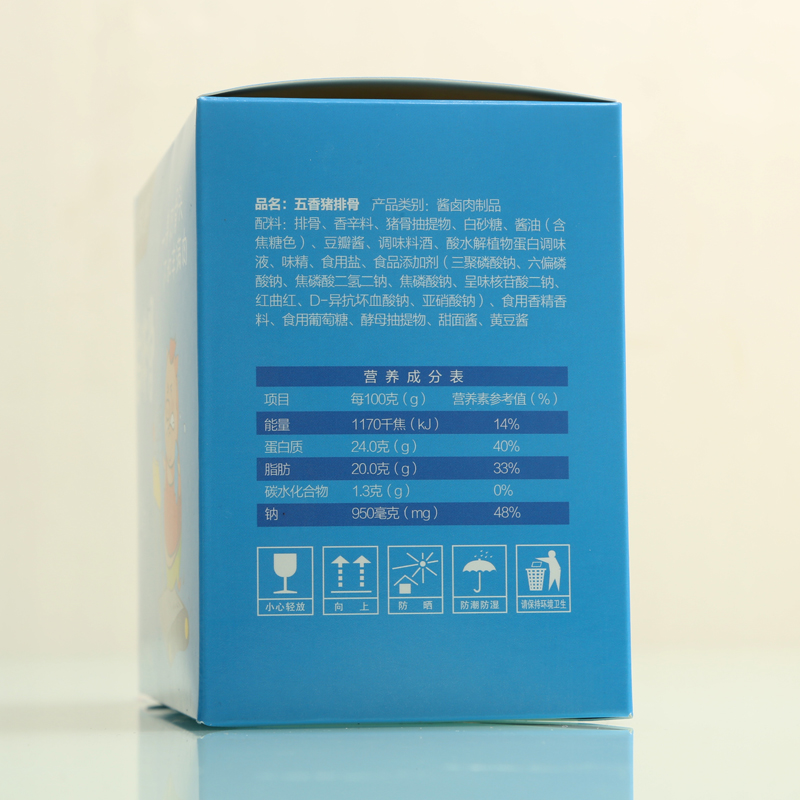 品名：五香猪排骨 产品类别：酱卤肉制品
配料：排骨、香辛料、猪骨抽提物、白砂糖、酱油（含
焦糖色）、豆瓣酱、调味料酒、酸水解植物蛋白调味
液、味精、食用盐、食品添加剂（三聚磷酸钠、六偏磷
酸钠、焦磷酸二氢二钠、焦磷酸钠、呈味核苷酸二钠、
红曲红、D-异抗坏血酸钠、亚硝酸钠）、食用香精香
料、食用葡萄糖、酵母抽提物、甜面酱、黄豆酱
营养成分表
项目 每100克（g） 营养素参考值（%）
能量 1170千焦（kJ） 14%
蛋白质 24.0克（g） 40%
脂肪 20.0克（g） 33%
碳水化合物 1.3克（g） 0%
钠 950毫克（mg） 48%
小心轻放 向上 防晒 防潮防湿 请保持环境卫生